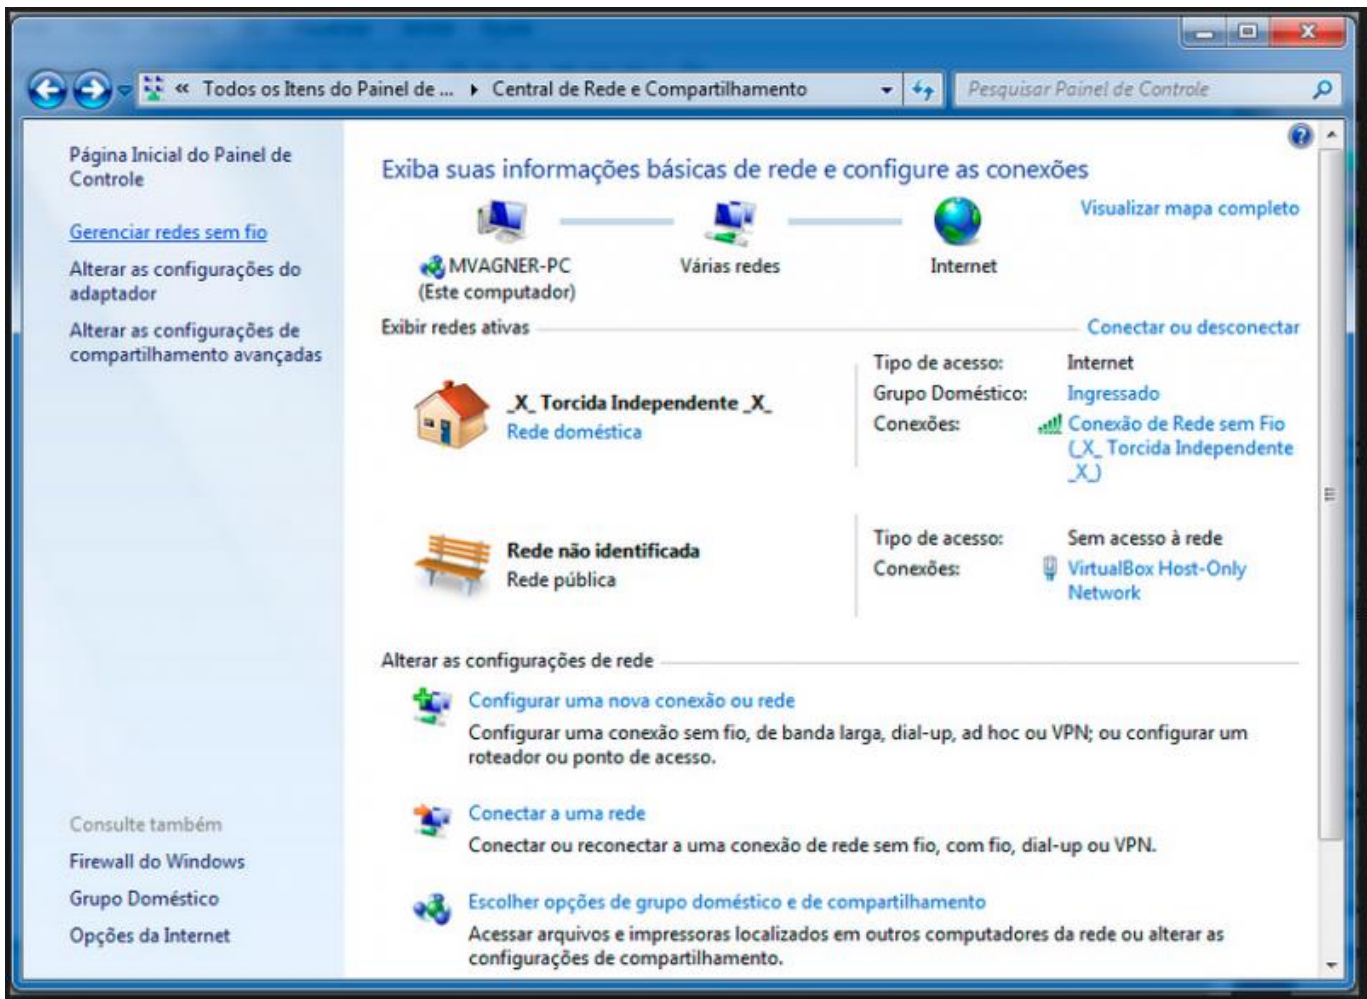 « Todos os Itens do Painel de ... Central de Rede e Compartilhamento
Pesquisar Painel de Controle
Página Inicial do Painel de
Controle
Gerenciar redes sem fio
Alterar as configurações do
adaptador
Alterar as configurações de
compartilhamento avançadas
Consulte também
Firewall do Windows
Grupo Doméstico
Opções da Internet
Exiba suas informações básicas de rede e configure as conexões
Visualizar mapa completo
MVAGNER-PC
(Este computador)
Várias redes
Internet
Exibir redes ativas
Conectar ou desconectar
_X_ Torcida Independente _X_
Rede doméstica
Tipo de acesso: Internet
Grupo Doméstico: Ingressado
Conexões: Conexão de Rede sem Fio
(_X_ Torcida Independente
_X_)
Rede não identificada
Rede pública
Tipo de acesso: Sem acesso à rede
Conexões: VirtualBox Host-Only
Network
Alterar as configurações de rede
Configurar uma nova conexão ou rede
Configurar uma conexão sem fio, de banda larga, dial-up, ad hoc ou VPN; ou configurar um
roteador ou ponto de acesso.
Conectar a uma rede
Conectar ou reconectar a uma conexão de rede sem fio, com fio, dial-up ou VPN.
Escolher opções de grupo doméstico e de compartilhamento
Acessar arquivos e impressoras localizados em outros computadores da rede ou alterar as
configurações de compartilhamento.